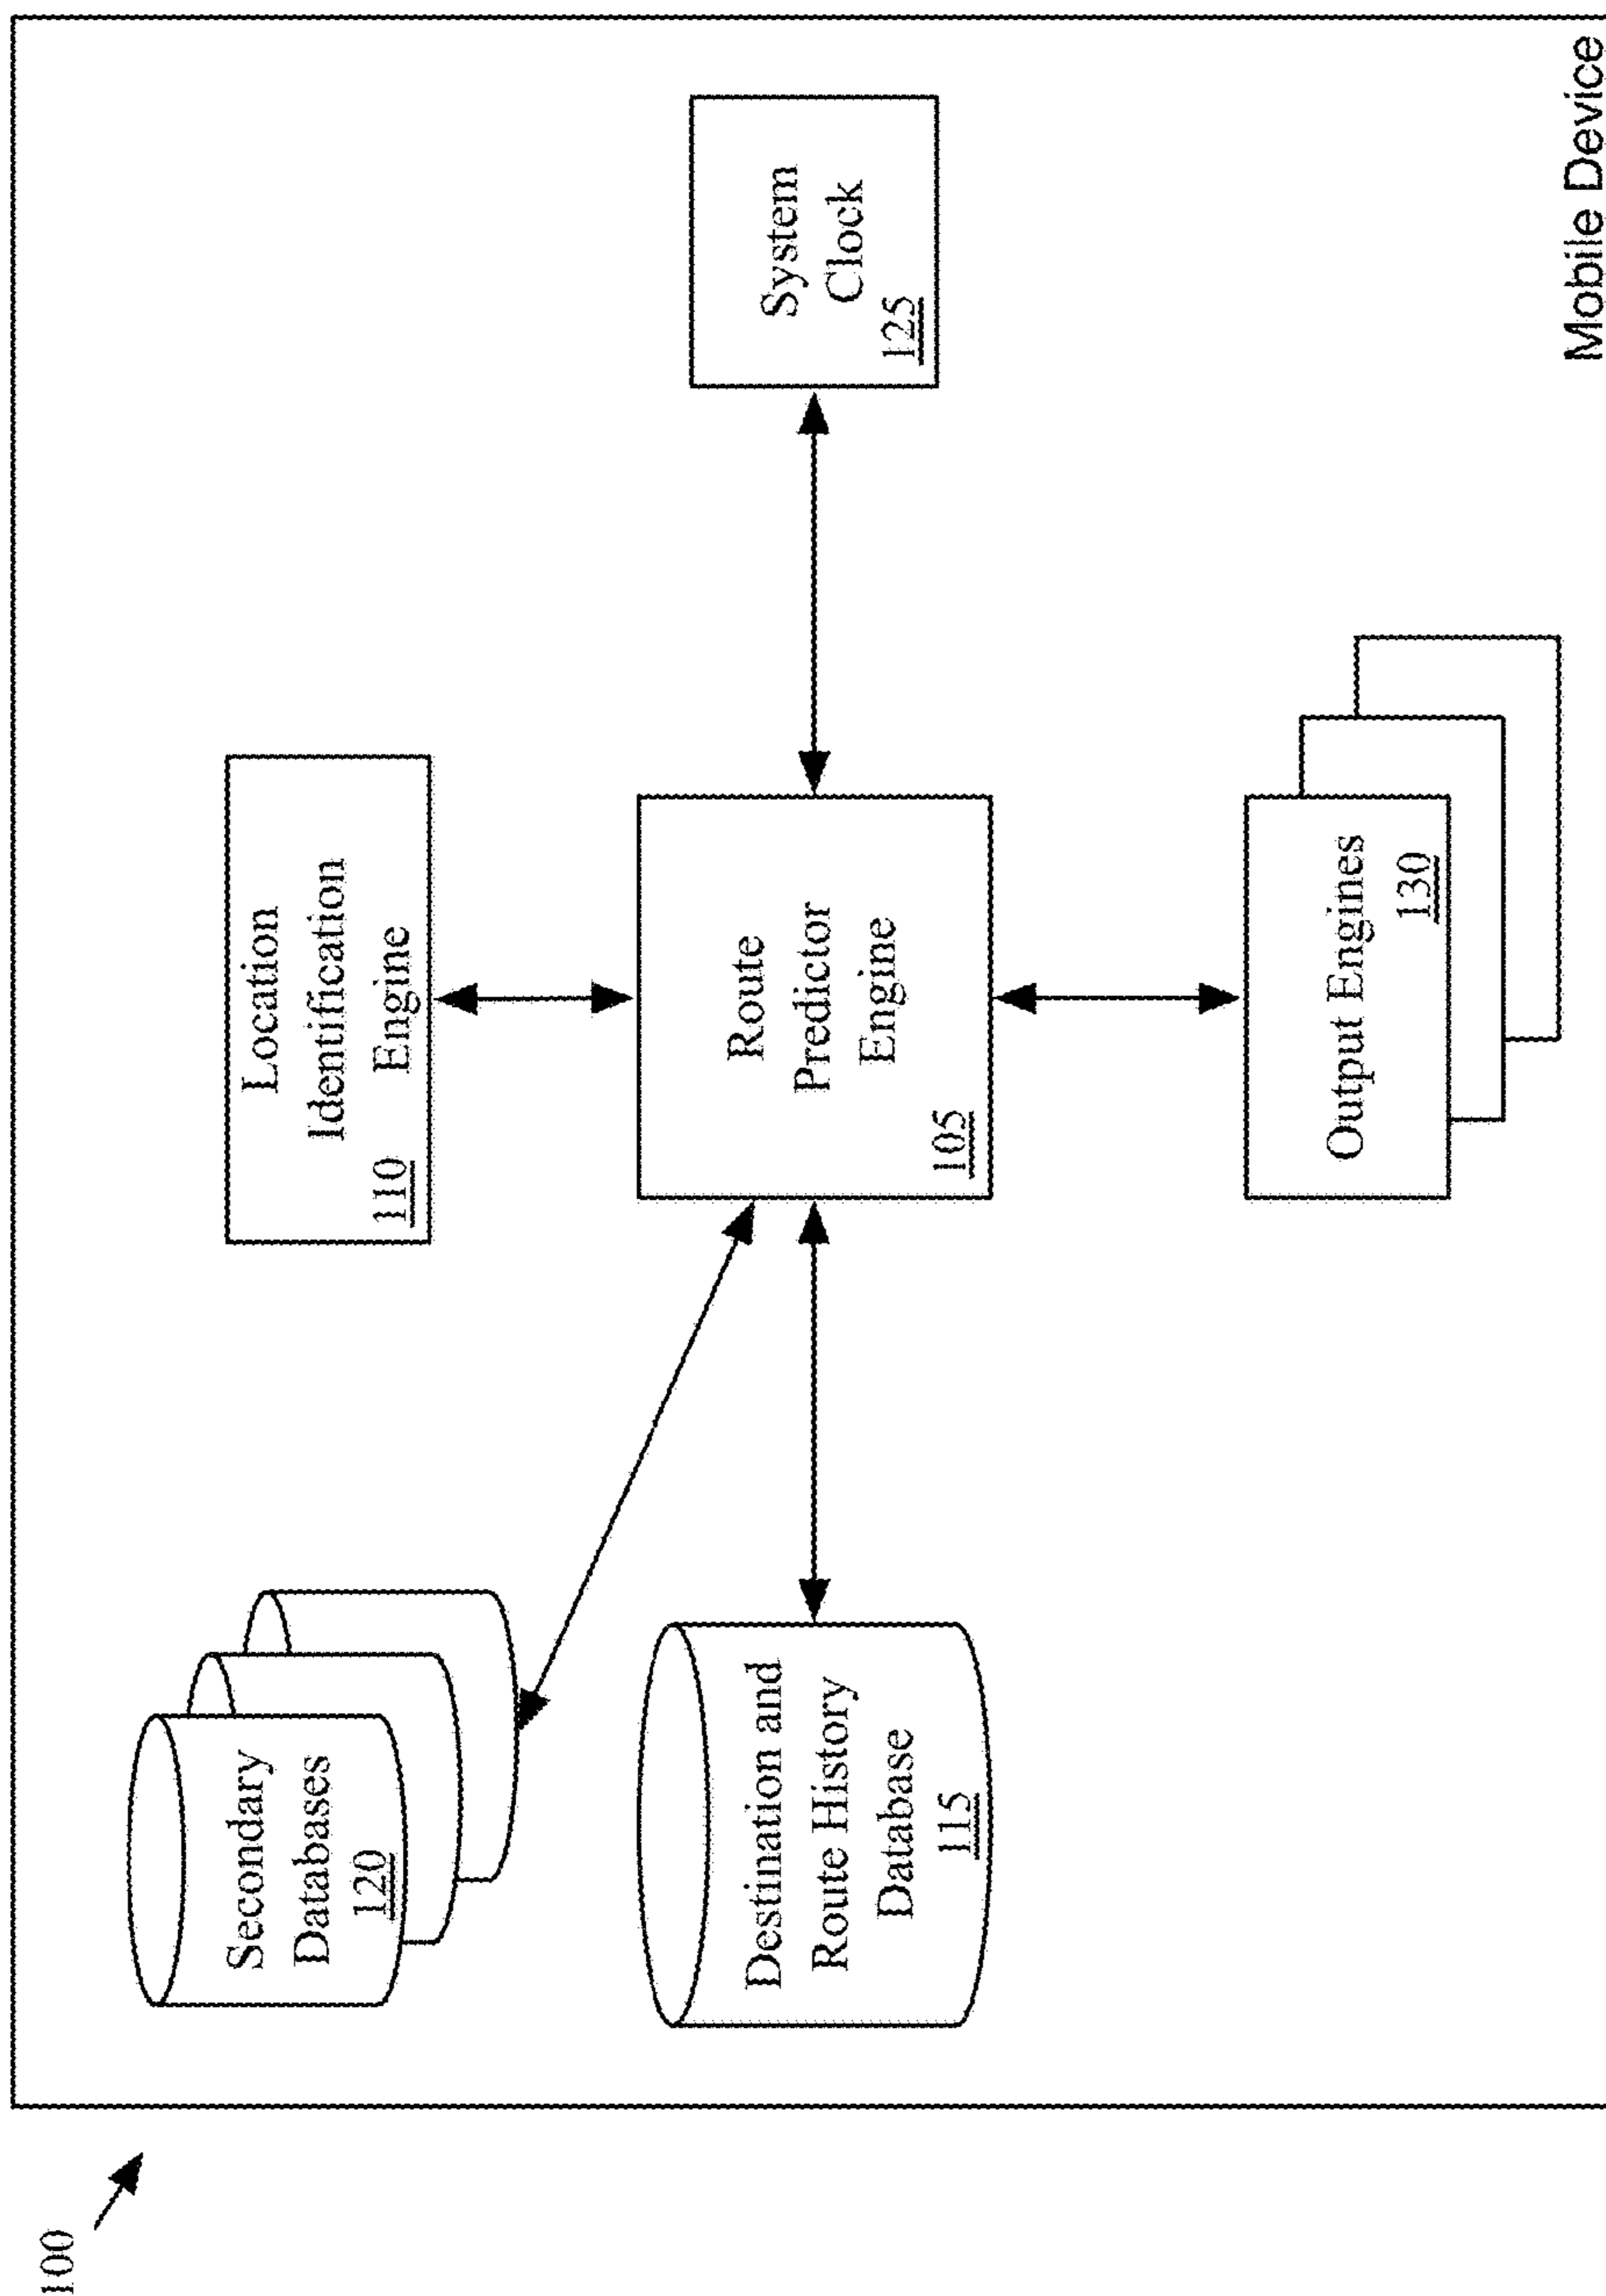 100
Secondary
Databases
120
Location
Identification
110 Engine
Destination and
Route History
Database
115
Route
Predictor
Engine
105
System
Clock
125
Output Engines
130
Mobile Device